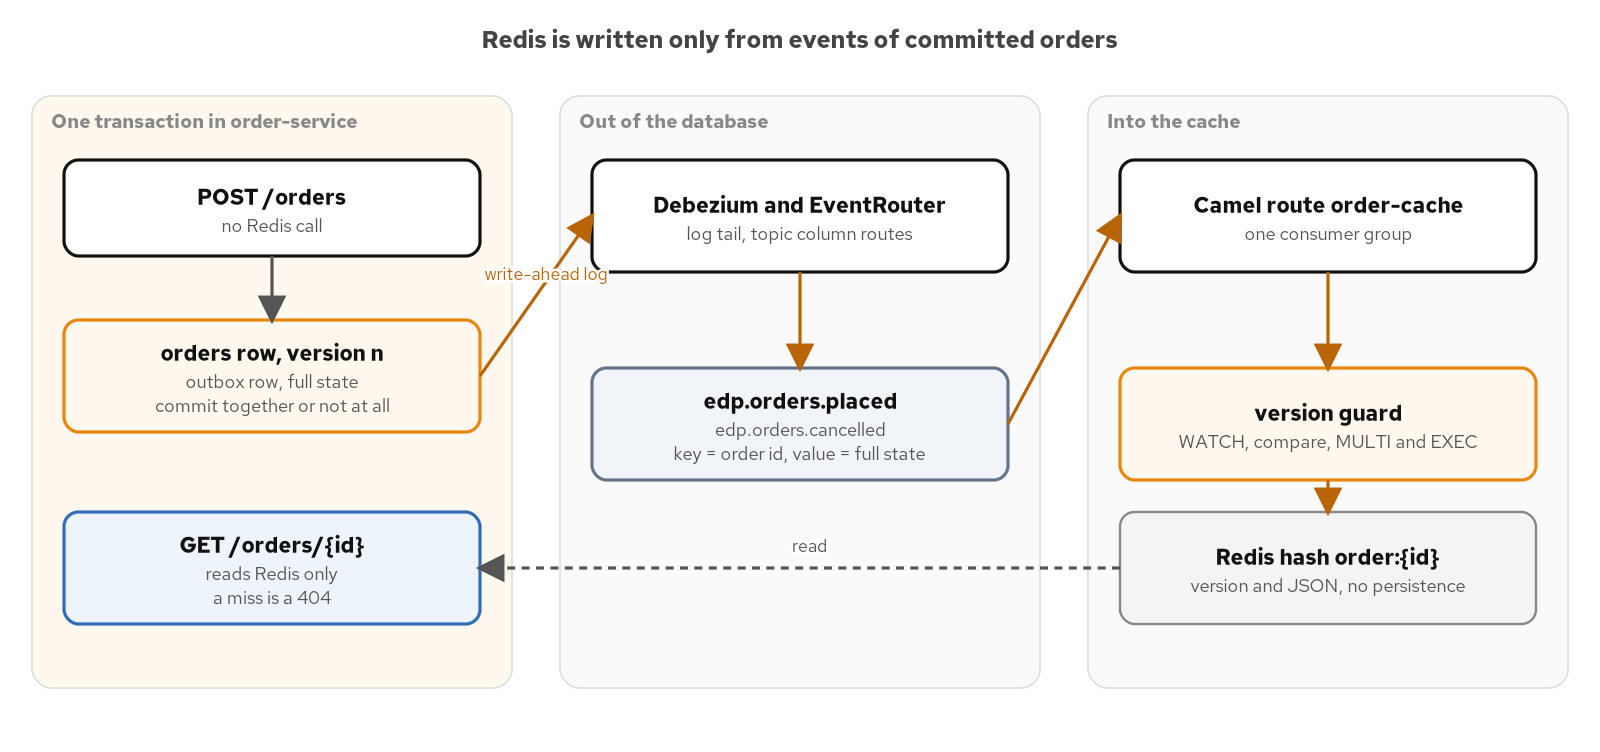 Redis is written only from events of committed orders
One transaction in order-service
POST /orders
no Redis call
orders row, version n
outbox row, full state
commit together or not at all
GET /orders/{id}
reads Redis only
a miss is a 404
write-ahead log
Out of the database
Debezium and EventRouter
log tail, topic column routes
edp.orders.placed
edp.orders.cancelled
key = order id, value = full state
read
Into the cache
Camel route order-cache
one consumer group
version guard
WATCH, compare, MULTI and EXEC
Redis hash order:{id}
version and JSON, no persistence